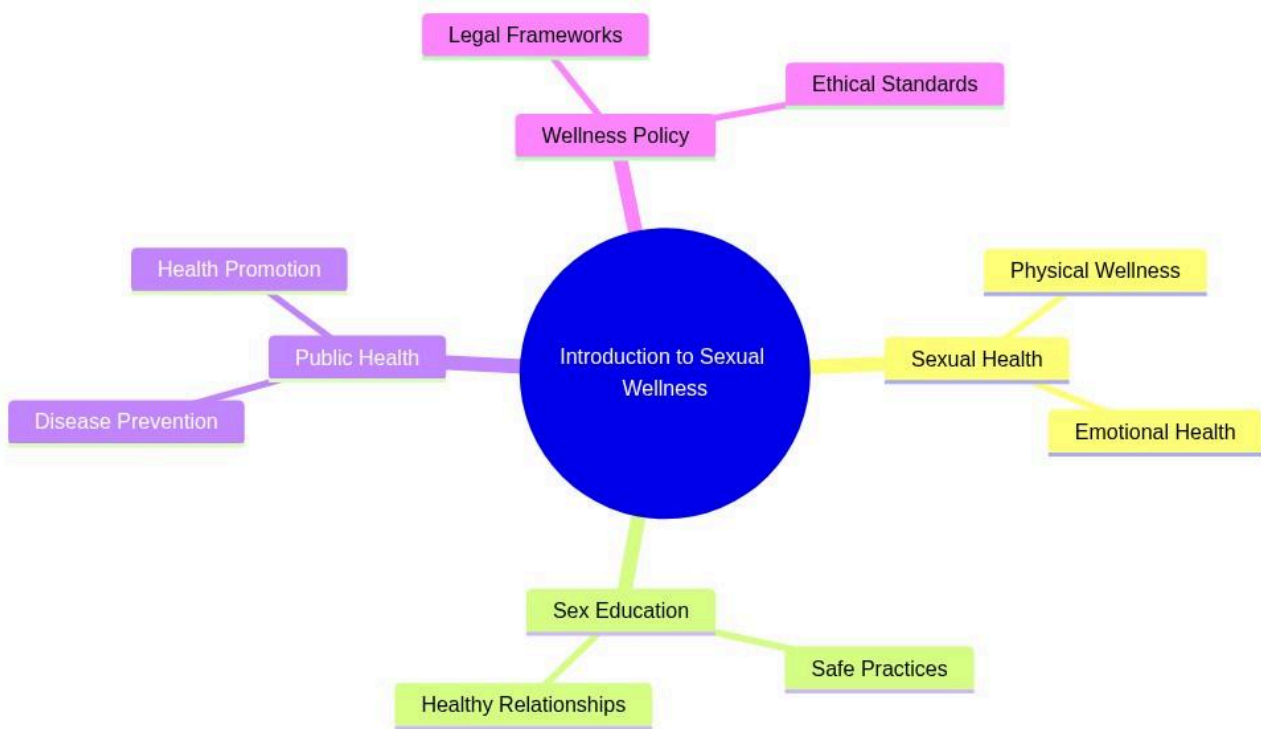 Legal Frameworks
Ethical Standards
Wellness Policy
Health Promotion
Physical Wellness
Public Health
Introduction to Sexual
Wellness
Sexual Health
Disease Prevention
Emotional Health
Sex Education
Safe Practices
Healthy Relationships